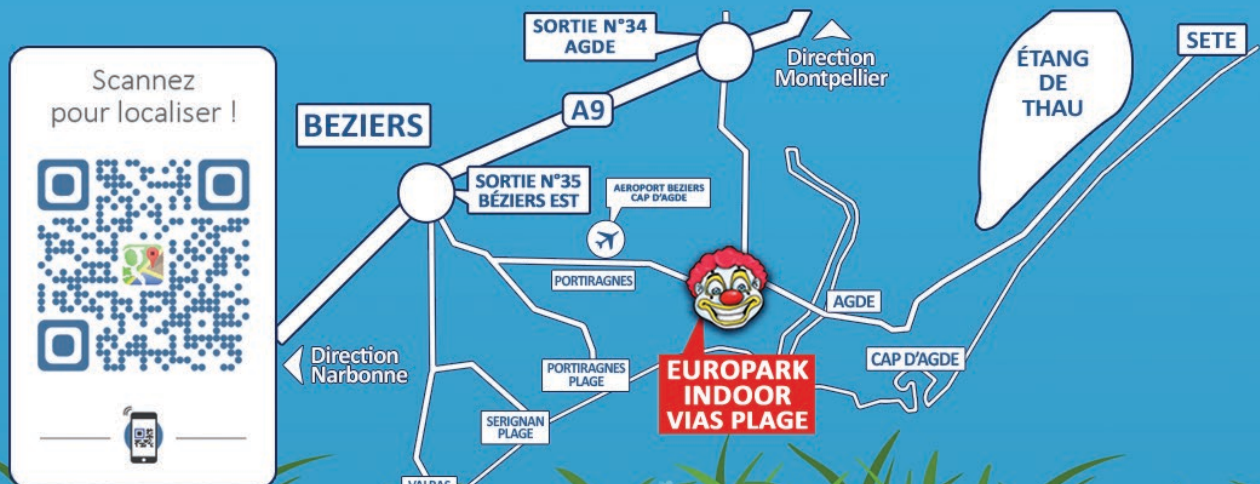 Scannez
pour localiser !
BEZIERS
SORTIE N°34
AGDE
Direction
Montpellier
A9
SORTIE N°35
BÉZIERS EST
AEROPORT BEZIERS
CAP D'AGDE
PORTIRAGNES
ÉTANG
DE
THAU
SETE
AGDE
CAP D'AGDE
Direction
Narbonne
PORTIRAGNES
PLAGE
SERIGNAN
PLAGE
EUROPARK
INDOOR
VIAS PLAGE